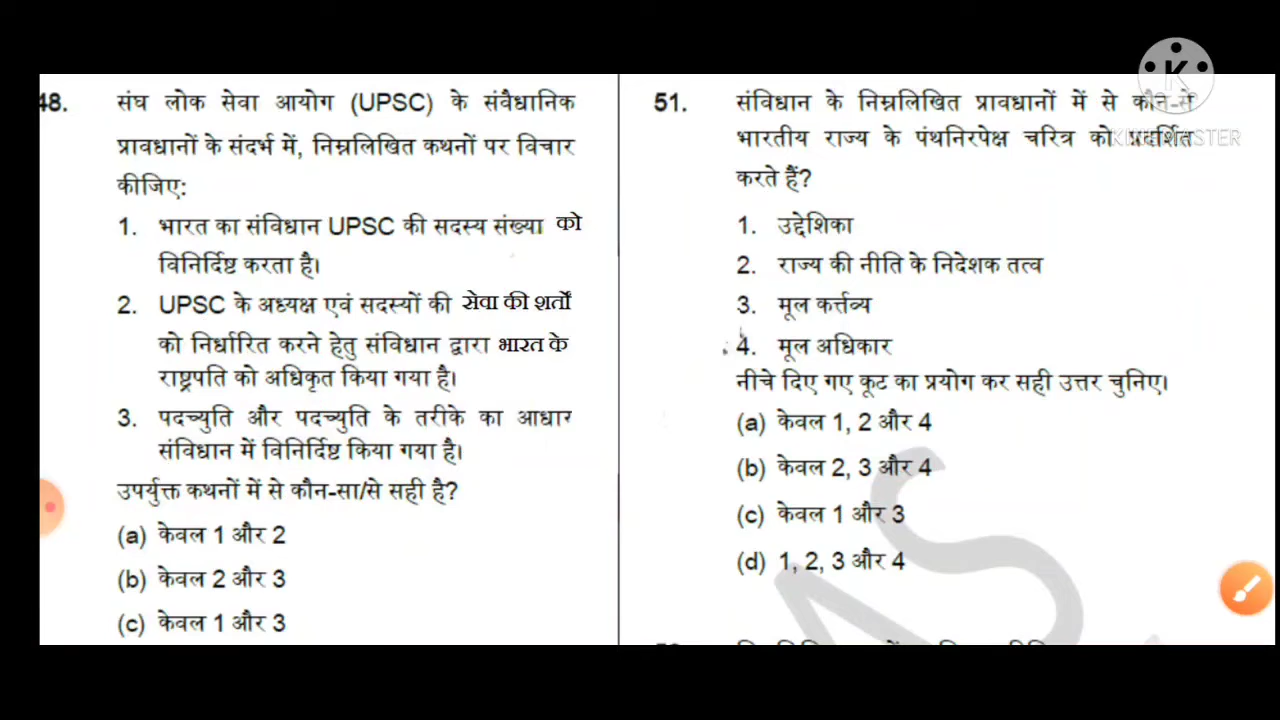 48. संघ लोक सेवा आयोग (UPSC) के संवैधानिक
प्रावधानों के संदर्भ में, निम्नलिखित कथनों पर विचार
कीजिए:
1. भारत का संविधान UPSC की सदस्य संख्या को
विनिर्दिष्ट करता है।
2. UPSC के अध्यक्ष एवं सदस्यों की सेवा की शर्तों
को निर्धारित करने हेतु संविधान द्वारा भारत के
राष्ट्रपति को अधिकृत किया गया है।
3. पदच्युति और पदच्युति के तरीके का आधार
संविधान में विनिर्दिष्ट किया गया है।
उपर्युक्त कथनों में से कौन-सा/से सही है?
(a) केवल 1 और 2
(b) केवल 2 और 3
(c) केवल 1 और 3
51. संविधान के निम्नलिखित प्रावधानों में से कौन-से
भारतीय राज्य के पंथनिरपेक्ष चरित्र को प्रदर्शित
करते हैं?
1. उद्देशिका
2. राज्य की नीति के निदेशक तत्व
3. मूल कर्त्तव्य
4. मूल अधिकार
नीचे दिए गए कूट का प्रयोग कर सही उत्तर चुनिए।
(a) केवल 1, 2 और 4
(b) केवल 2, 3 और 4
(c) केवल 1 और 3
(d) 1, 2, 3 और 4
K
KINEMASTER